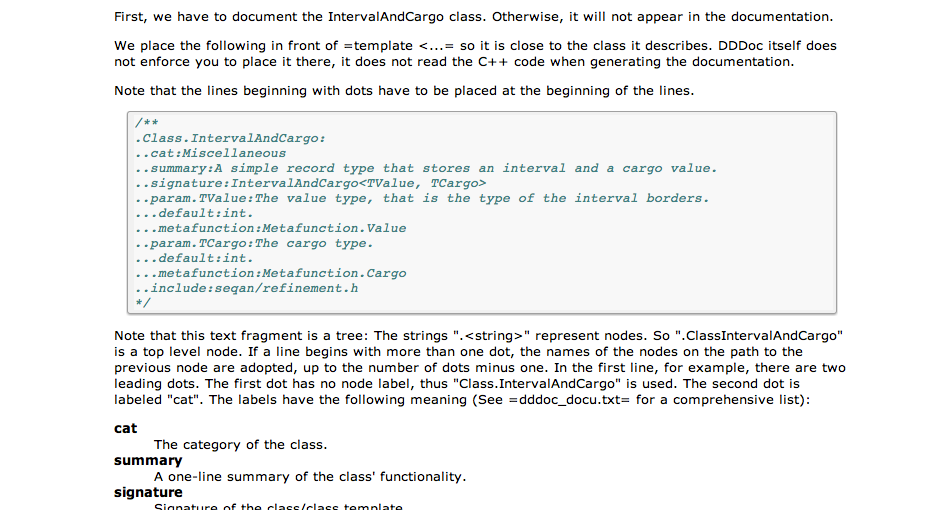 First, we have to document the IntervalAndCargo class. Otherwise, it will not appear in the documentation.
We place the following in front of =template <...= so it is close to the class it describes. DDDoc itself does
not enforce you to place it there, it does not read the C++ code when generating the documentation.
Note that the lines beginning with dots have to be placed at the beginning of the lines.
/**
.Class.IntervalAndCargo:
..cat:Miscellaneous
..summary:A simple record type that stores an interval and a cargo value.
..signature:IntervalAndCargo<TValue, TCargo>
..param.TValue:The value type, that is the type of the interval borders.
...default:int.
...metafunction:Metafunction.Value
..param.TCargo:The cargo type.
...default:int.
...metafunction:Metafunction.Cargo
..include:seqan/refinement.h
*/
Note that this text fragment is a tree: The strings ".<string>" represent nodes. So ".ClassIntervalAndCargo"
is a top level node. If a line begins with more than one dot, the names of the nodes on the path to the
previous node are adopted, up to the number of dots minus one. In the first line, for example, there are two
leading dots. The first dot has no node label, thus "Class.IntervalAndCargo" is used. The second dot is
labeled "cat". The labels have the following meaning (See =dddoc_docu.txt= for a comprehensive list):
cat
The category of the class.
summary
A one-line summary of the class' functionality.
signature
Signature of the class/class template